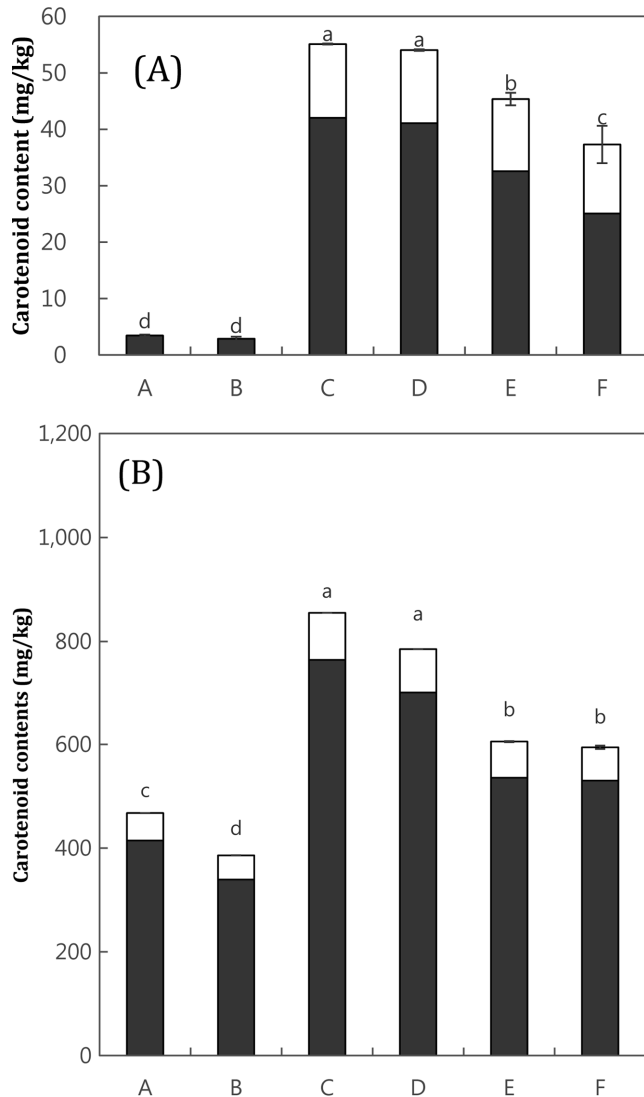 Carotenoid content (mg/kg)
60
50
40
30
20
10
0
(A)
d
d
a
a
b
c
A B C D E F
Carotenoid contents (mg/kg)
1,200
1,000
800
600
400
200
0
(B)
c
d
a
a
b
b
A B C D E F